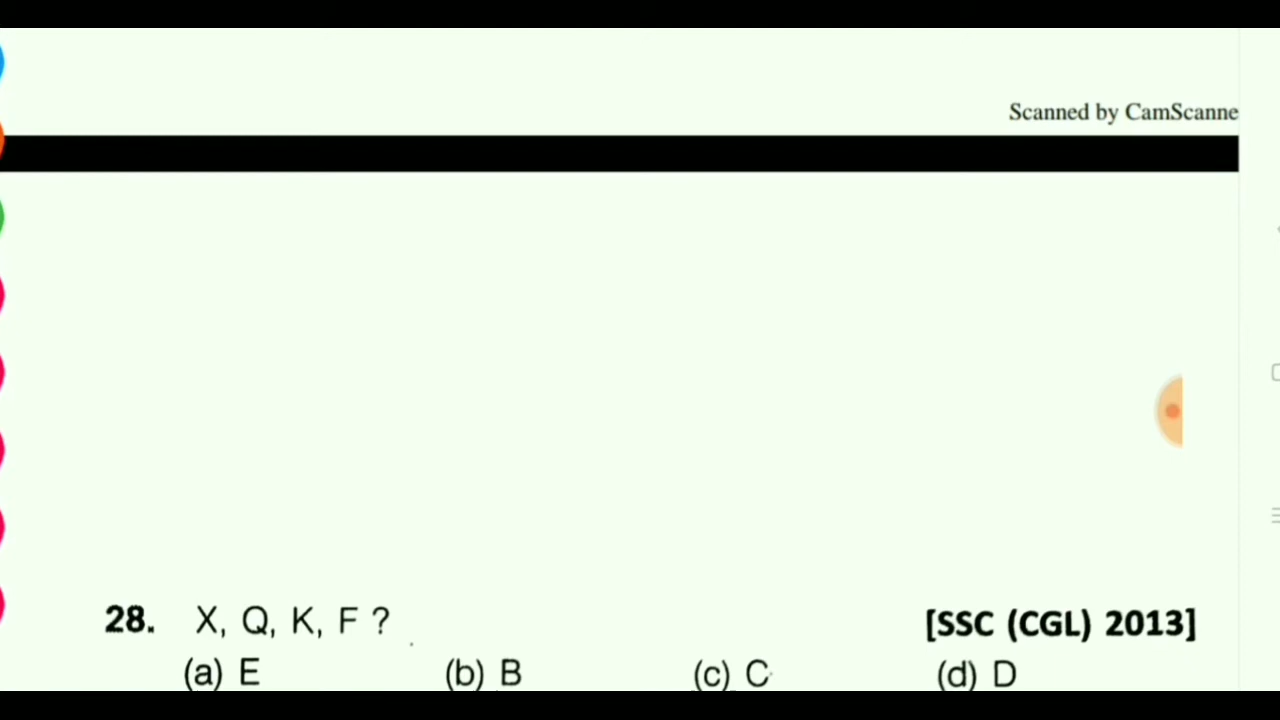 Scanned by CamScanne
28. X, Q, K, F ? [SSC (CGL) 2013]
(a) E (b) B (c) C (d) D